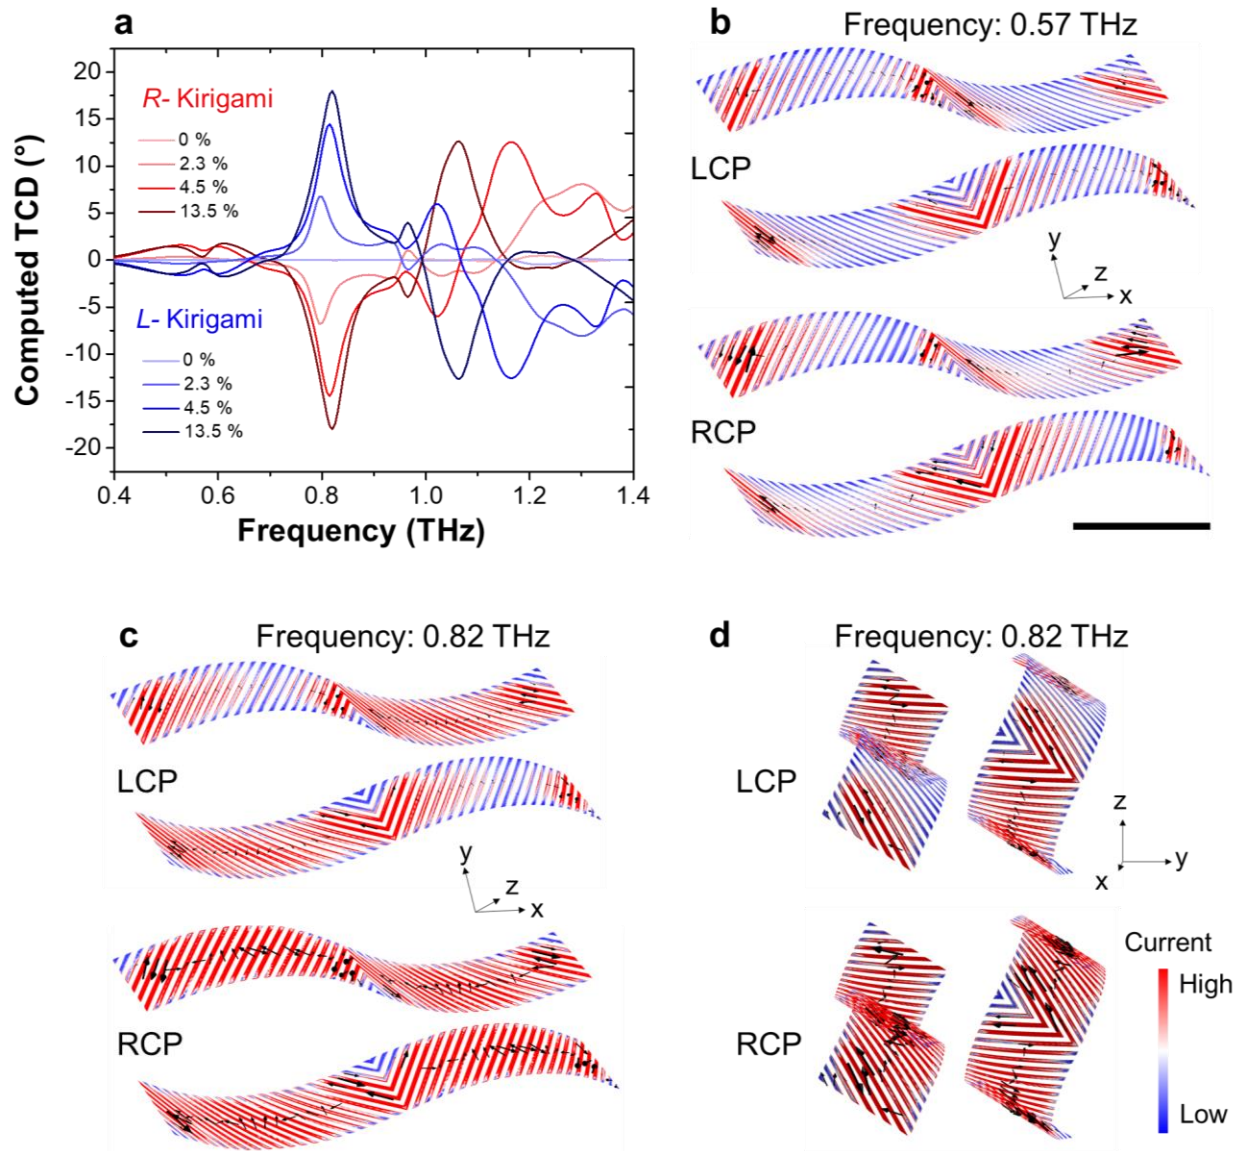 a
Computed TCD (°)
20
15
10
5
0
-5
-10
-15
-20
R- Kirigami
0 %
2.3 %
4.5 %
13.5 %
L- Kirigami
0 %
2.3 %
4.5 %
13.5 %
0.4 0.6 0.8 1.0 1.2 1.4
Frequency (THz)
b Frequency: 0.57 THz
LCP
y
z
x
RCP
c Frequency: 0.82 THz
LCP
y
z
x
RCP
d Frequency: 0.82 THz
LCP
z
y
x
RCP
Current
High
Low